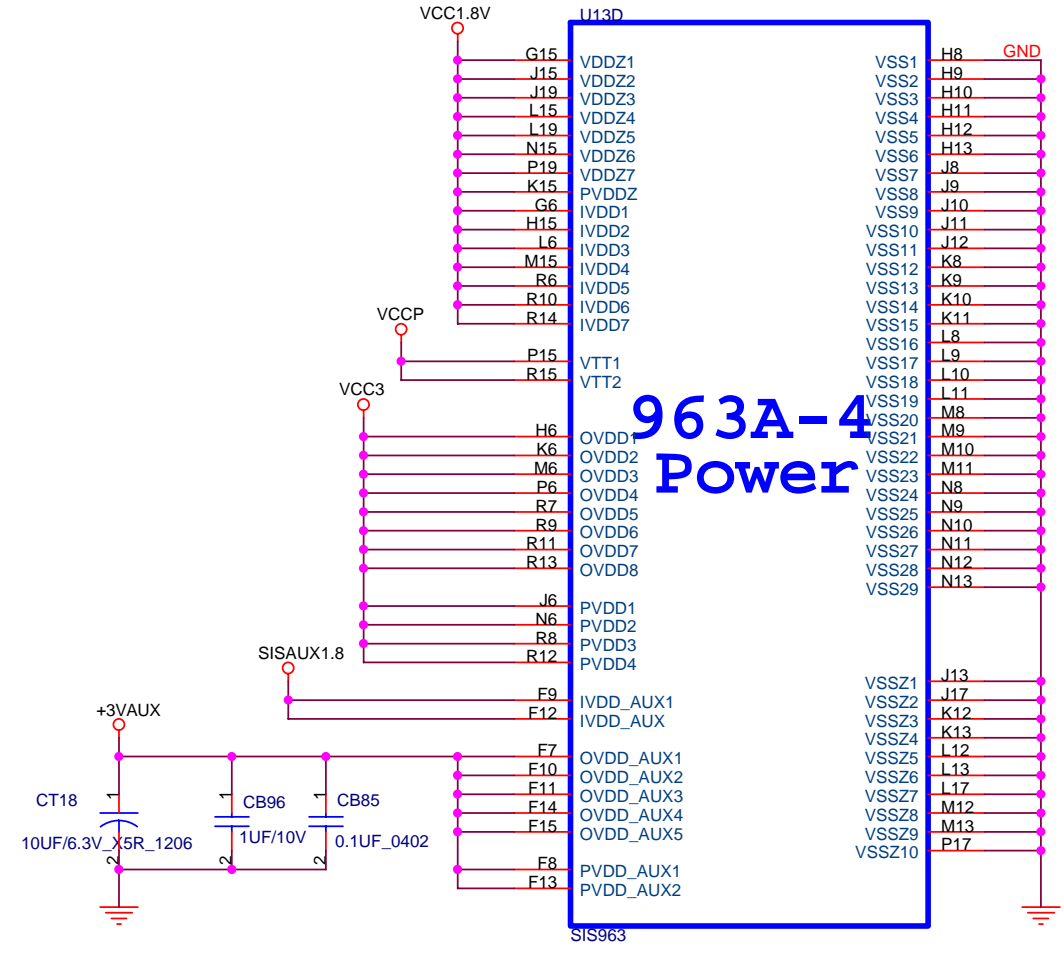 VCC1.8V
U13D
G15 VDDZ1
J15 VDDZ2
J19 VDDZ3
L15 VDDZ4
L19 VDDZ5
N15 VDDZ6
P19 VDDZ7
K15 PVDDZ
G6 IVDD1
H15 IVDD2
L6 IVDD3
M15 IVDD4
R6 IVDD5
R10 IVDD6
R14 IVDD7
VCCP
P15 VTT1
R15 VTT2
VCC3
H6 OVDD1
K6 OVDD2
M6 OVDD3
P6 OVDD4
R7 OVDD5
R9 OVDD6
R11 OVDD7
R13 OVDD8
J6 PVDD1
N6 PVDD2
R8 PVDD3
R12 PVDD4
SISAUX1.8
F9 IVDD_AUX1
F12 IVDD_AUX
+3VAUX
F7 OVDD_AUX1
F10 OVDD_AUX2
F11 OVDD_AUX3
F14 OVDD_AUX4
F15 OVDD_AUX5
F8 PVDD_AUX1
F13 PVDD_AUX2
CT18
1
10UF/6.3V_X5R_1206
2
CB96
1
1UF/10V
2
CB85
1
0.1UF_0402
2
963A-4
Power
GND
VSS1 H8
VSS2 H9
VSS3 H10
VSS4 H11
VSS5 H12
VSS6 H13
VSS7 J8
VSS8 J9
VSS9 J10
VSS10 J11
VSS11 J12
VSS12 K8
VSS13 K9
VSS14 K10
VSS15 K11
VSS16 L8
VSS17 L9
VSS18 L10
VSS19 L11
VSS20 M8
VSS21 M9
VSS22 M10
VSS23 M11
VSS24 N8
VSS25 N9
VSS26 N10
VSS27 N11
VSS28 N12
VSS29 N13
VSSZ1 J13
VSSZ2 J17
VSSZ3 K12
VSSZ4 K13
VSSZ5 L12
VSSZ6 L13
VSSZ7 L17
VSSZ8 M12
VSSZ9 M13
VSSZ10 P17
SIS963